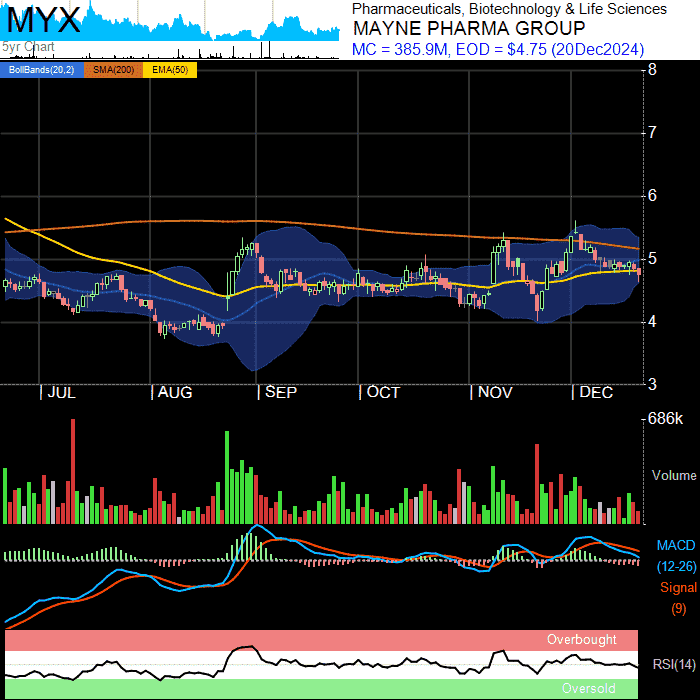 MYX
5yr Chart
Pharmaceuticals, Biotechnology & Life Sciences
MAYNE PHARMA GROUP
MC = 385.9M, EOD = $4.75 (20Dec2024)
BollBands(20,2) SMA(200) EMA(50)
8
7
6
5
4
3
JUL AUG SEP OCT NOV DEC
686k
Volume
MACD
(12-26)
Signal
(9)
Overbought
RSI(14)
Oversold